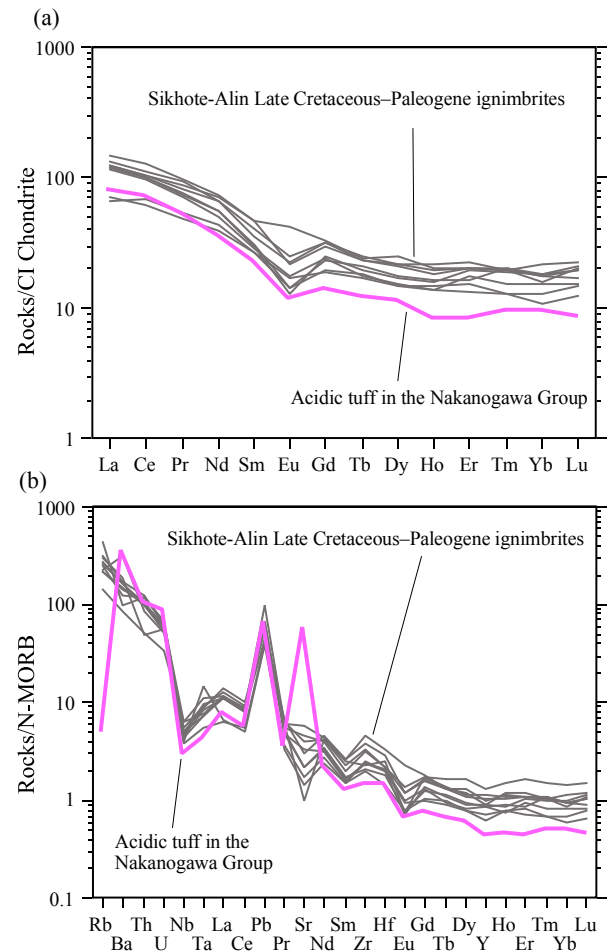 (a)
1000
100
10
1
Rocks/CI Chondrite
Sikhote-Alin Late Cretaceous–Paleogene ignimbrites
Acidic tuff in the Nakanogawa Group
La Ce Pr Nd Sm Eu Gd Tb Dy Ho Er Tm Yb Lu
(b)
1000
100
10
1
0.1
Rocks/N-MORB
Sikhote-Alin Late Cretaceous–Paleogene ignimbrites
Acidic tuff in the
Nakanogawa Group
Rb Th Nb La Pb Sr Sm Hf Gd Dy Ho Tm Lu
Ba U Ta Ce Pr Nd Zr Eu Tb Y Er Yb